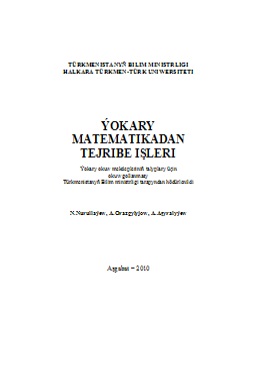 TÜRKMENISTANYŇ BILIM MINISTRLIGI
HALKARA TÜRKMEN-TÜRK UNIWERSITETI
ÝOKARY
MATEMATIKADAN
TEJRIBE IŞLERI
Ýokary okuw mekdepleriniň talyplary üçin
okuw gollanmasy
Türkmenistanyň Bilim ministrligi tarapyndan hödürlenildi
N.Nurullaýew, A.Orazgylyjow, A.Aşyralyýew
Aşgabat – 2010